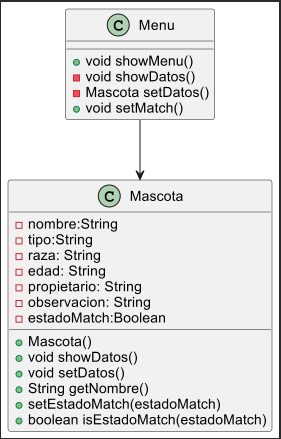 C Menu
void showMenu()
void showDatos()
Mascota setDatos()
void setMatch()
C Mascota
nombre:String
tipo:String
raza: String
edad: String
propietario: String
observacion: String
estadoMatch:Boolean
Mascota()
void showDatos()
void setDatos()
String getNombre()
setEstadoMatch(estadoMatch)
boolean isEstadoMatch(estadoMatch)